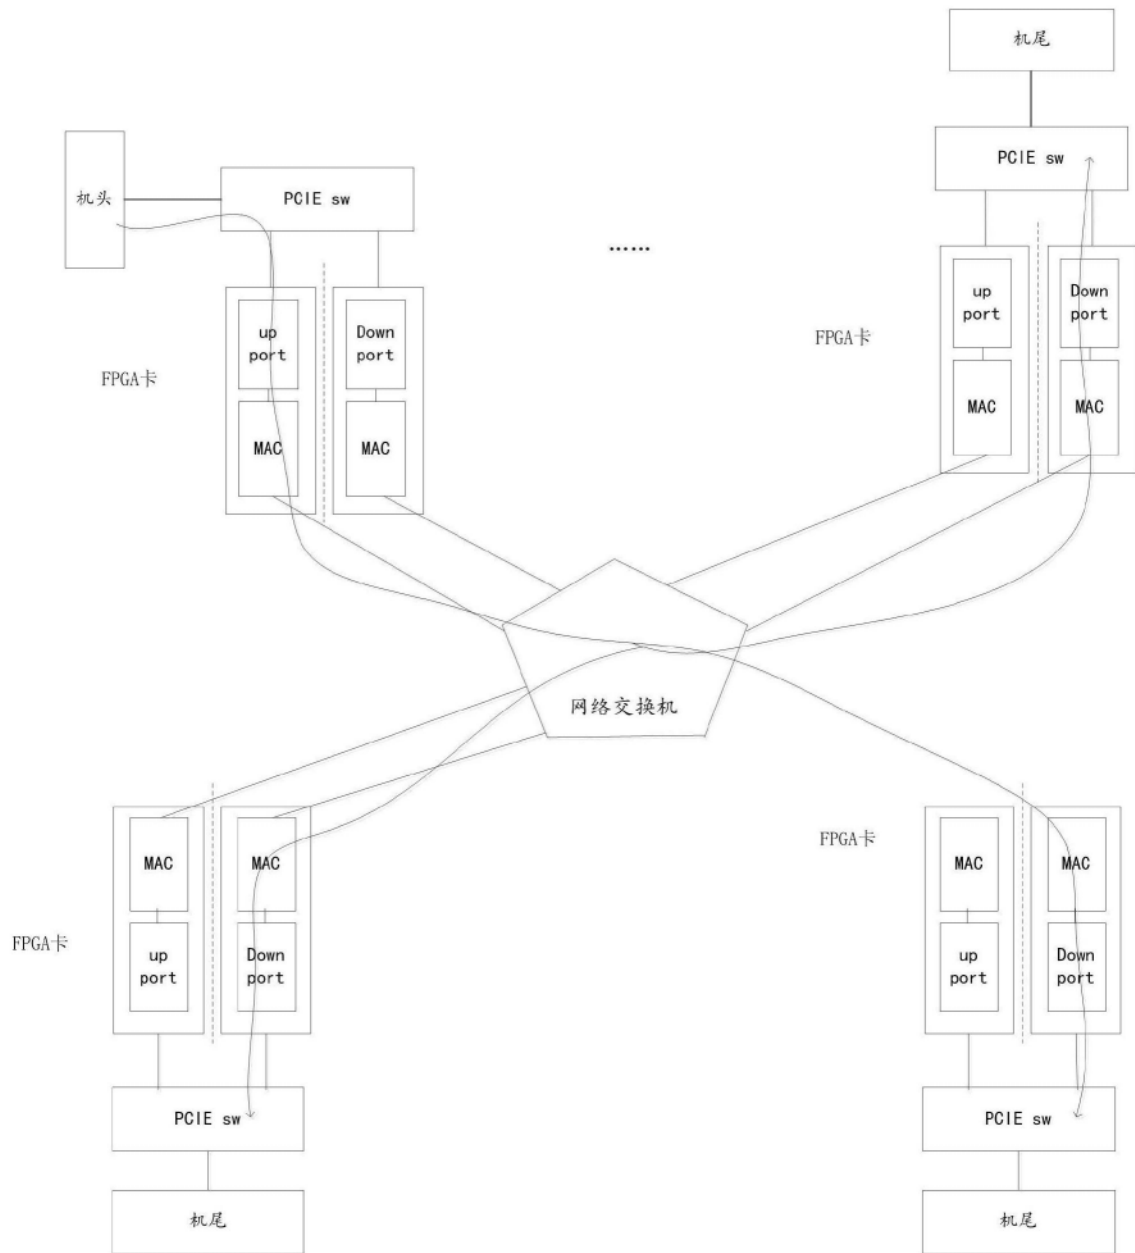 机尾
PCIE sw
机头
PCIE sw
……
up
port
Down
port
FPGA卡
MAC
MAC
up
port
Down
port
FPGA卡
MAC
MAC
网络交换机
MAC
MAC
FPGA卡
up
port
Down
port
PCIE sw
机尾
FPGA卡
MAC
MAC
up
port
Down
port
PCIE sw
机尾